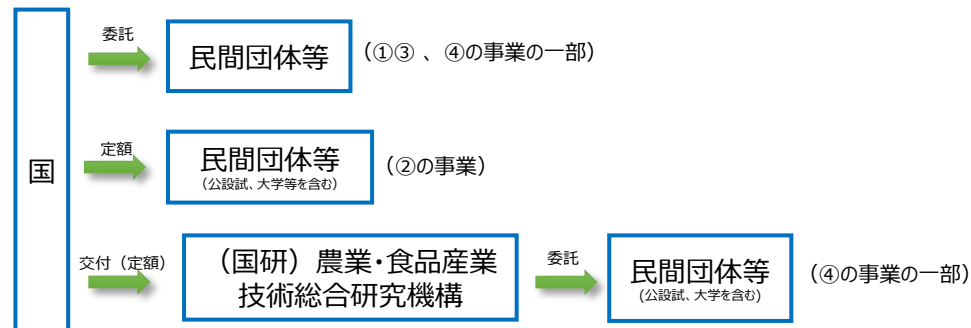 国
委託
民間団体等
（①③ 、④の事業の一部）
定額
民間団体等
（公設試、大学等を含む）
（②の事業）
交付（定額）
（国研）農業・食品産業
技術総合研究機構
委託
民間団体等
（公設試、大学を含む）
（④の事業の一部）